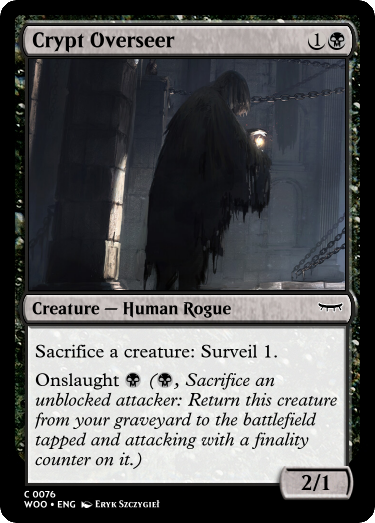 Crypt Overseer 1
Creature — Human Rogue
Sacrifice a creature: Surveil 1.
Onslaught (, Sacrifice an
unblocked attacker: Return this creature
from your graveyard to the battlefield
tapped and attacking with a finality
counter on it.)
2/1
C 0076
WOO • ENG Eryk Szczygieł